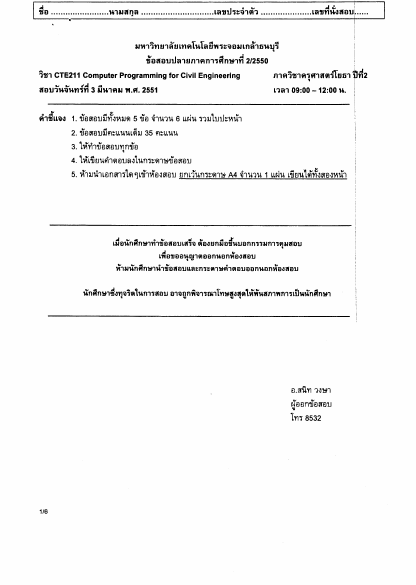 ชื่อ ......................นามสกุล ............................เลขประจำตัว ...................เลขที่นั่งสอบ......
มหาวิทยาลัยเทคโนโลยีพระจอมเกล้าธนบุรี
ข้อสอบปลายภาคการศึกษาที่ 2/2550
วิชา CTE211 Computer Programming for Civil Engineering ภาควิชาครุศาสตร์โยธา ปีที่2
สอบวันจันทร์ที่ 3 มีนาคม พ.ศ. 2551 เวลา 09:00 – 12:00 น.
คำชี้แจง 1. ข้อสอบมีทั้งหมด 5 ข้อ จำนวน 6 แผ่น รวมใบปะหน้า
2. ข้อสอบมีคะแนนเต็ม 35 คะแนน
3. ให้ทำข้อสอบทุกข้อ
4. ให้เขียนคำตอบลงในกระดาษข้อสอบ
5. ห้ามนำเอกสารใดๆเข้าห้องสอบ ยกเว้นกระดาษ A4 จำนวน 1 แผ่น เขียนได้ทั้งสองหน้า
เมื่อนักศึกษาทำข้อสอบเสร็จ ต้องยกมือขึ้นบอกกรรมการคุมสอบ
เพื่อขออนุญาตออกนอกห้องสอบ
ห้ามนักศึกษานำข้อสอบและกระดาษคำตอบออกนอกห้องสอบ
นักศึกษาซึ่งทุจริตในการสอบ อาจถูกพิจารณาโทษสูงสุดให้พ้นสภาพการเป็นนักศึกษา
อ.สนิท วงษา
ผู้ออกข้อสอบ
โทร 8532
1/6